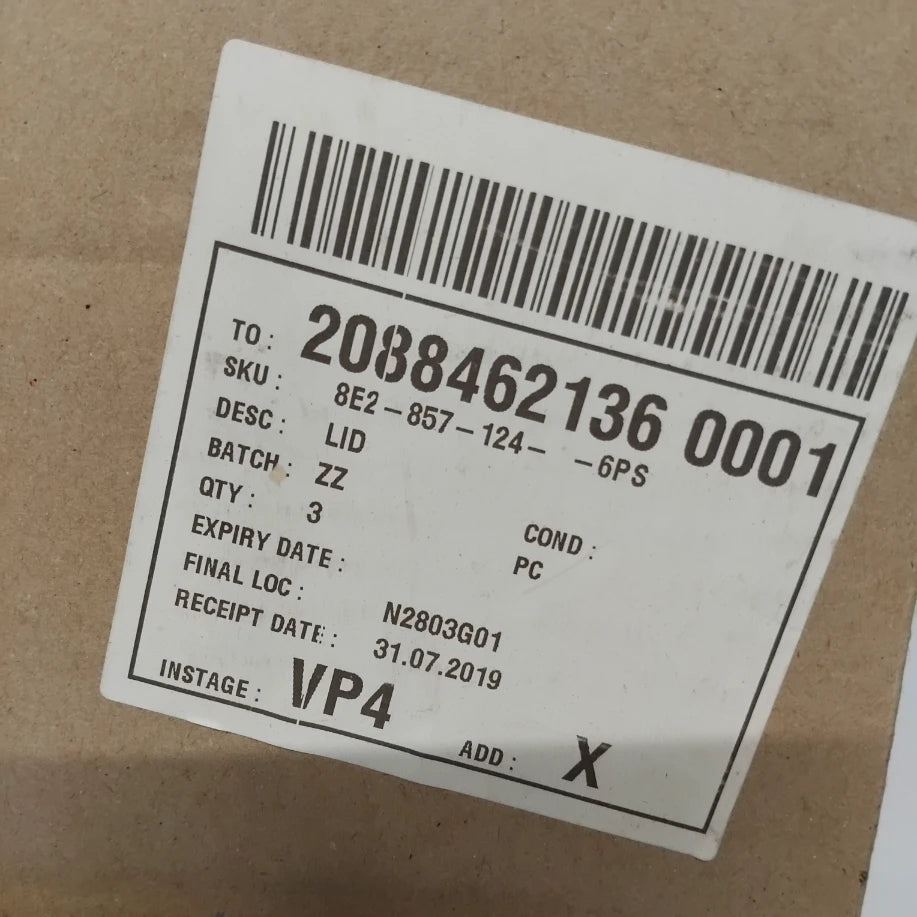 TO: 2088462136 0001
SKU: 8E2-857-124- -6PS
DESC: LID
BATCH: ZZ
QTY: 3 COND:
PC
EXPIRY DATE:
FINAL LOC: N2803G01
RECEIPT DATE: 31.07.2019
INSTAGE: VP4
ADD: X